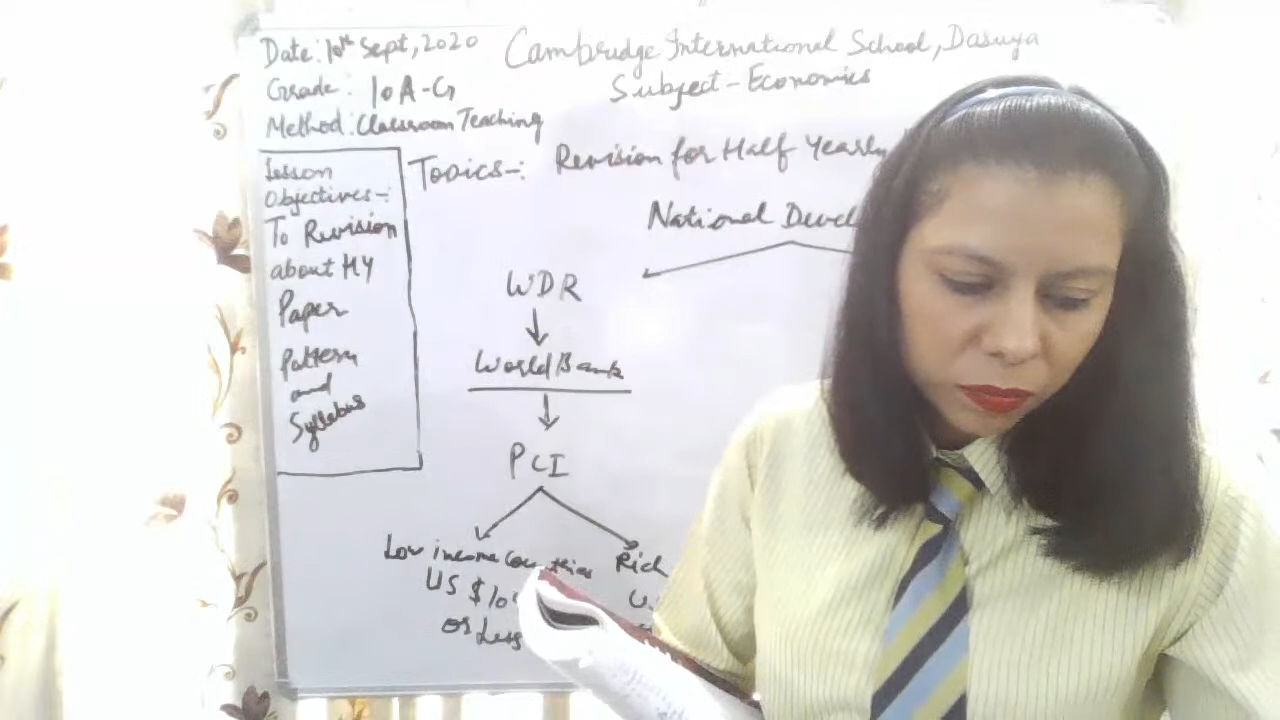 Date: 10th Sept, 2020
Cambridge International School, Dasuya
Grade: 10 A-G
Subject - Economics
Method: Classroom Teaching
Topics-: Revision for Half Yearly
Lesson
Objectives-:
To Revision
about HY
Paper
Pattern
and
Syllabus
National
WDR
World Bank
PCI
Low income Countries
US $
or Less
Rich